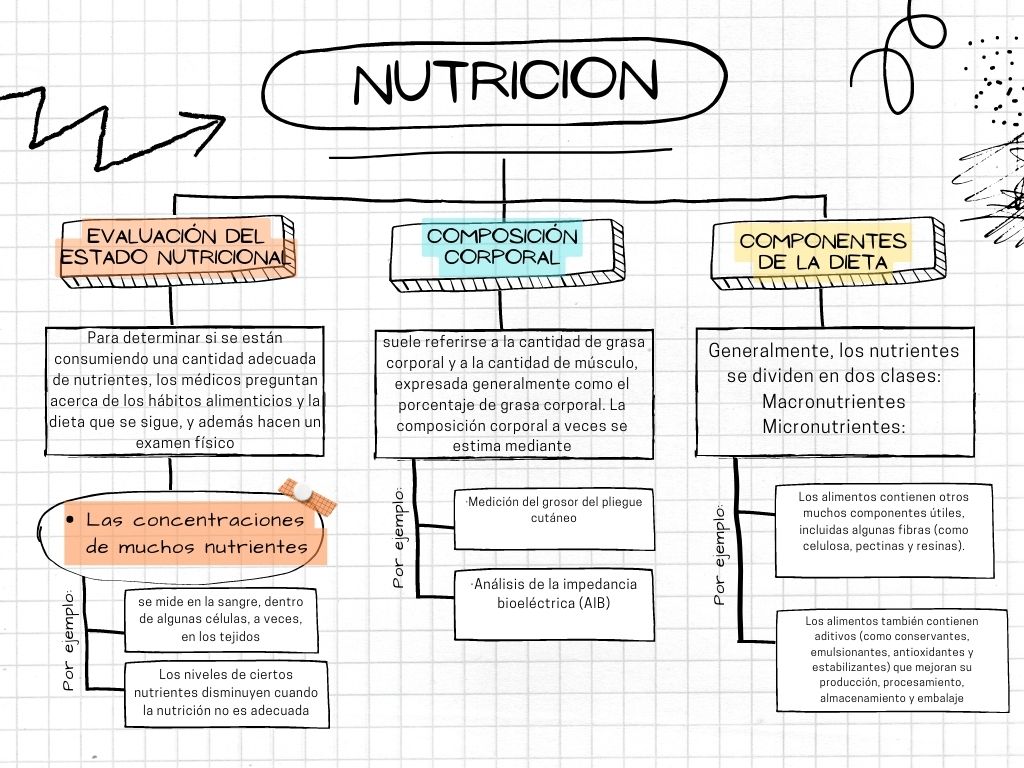 NUTRICION
EVALUACIÓN DEL
ESTADO NUTRICIONAL
Para determinar si se están
consumiendo una cantidad adecuada
de nutrientes, los médicos preguntan
acerca de los hábitos alimenticios y la
dieta que se sigue, y además hacen un
examen físico
• Las concentraciones
de muchos nutrientes
Por ejemplo:
se mide en la sangre, dentro
de algunas células, a veces,
en los tejidos
Los niveles de ciertos
nutrientes disminuyen cuando
la nutrición no es adecuada
COMPOSICIÓN
CORPORAL
suele referirse a la cantidad de grasa
corporal y a la cantidad de músculo,
expresada generalmente como el
porcentaje de grasa corporal. La
composición corporal a veces se
estima mediante
Por ejemplo:
·Medición del grosor del pliegue
cutáneo
·Análisis de la impedancia
bioeléctrica (AIB)
COMPONENTES
DE LA DIETA
Generalmente, los nutrientes
se dividen en dos clases:
Macronutrientes
Micronutrientes:
Por ejemplo:
Los alimentos contienen otros
muchos componentes útiles,
incluidas algunas fibras (como
celulosa, pectinas y resinas).
Los alimentos también contienen
aditivos (como conservantes,
emulsionantes, antioxidantes y
estabilizantes) que mejoran su
producción, procesamiento,
almacenamiento y embalaje